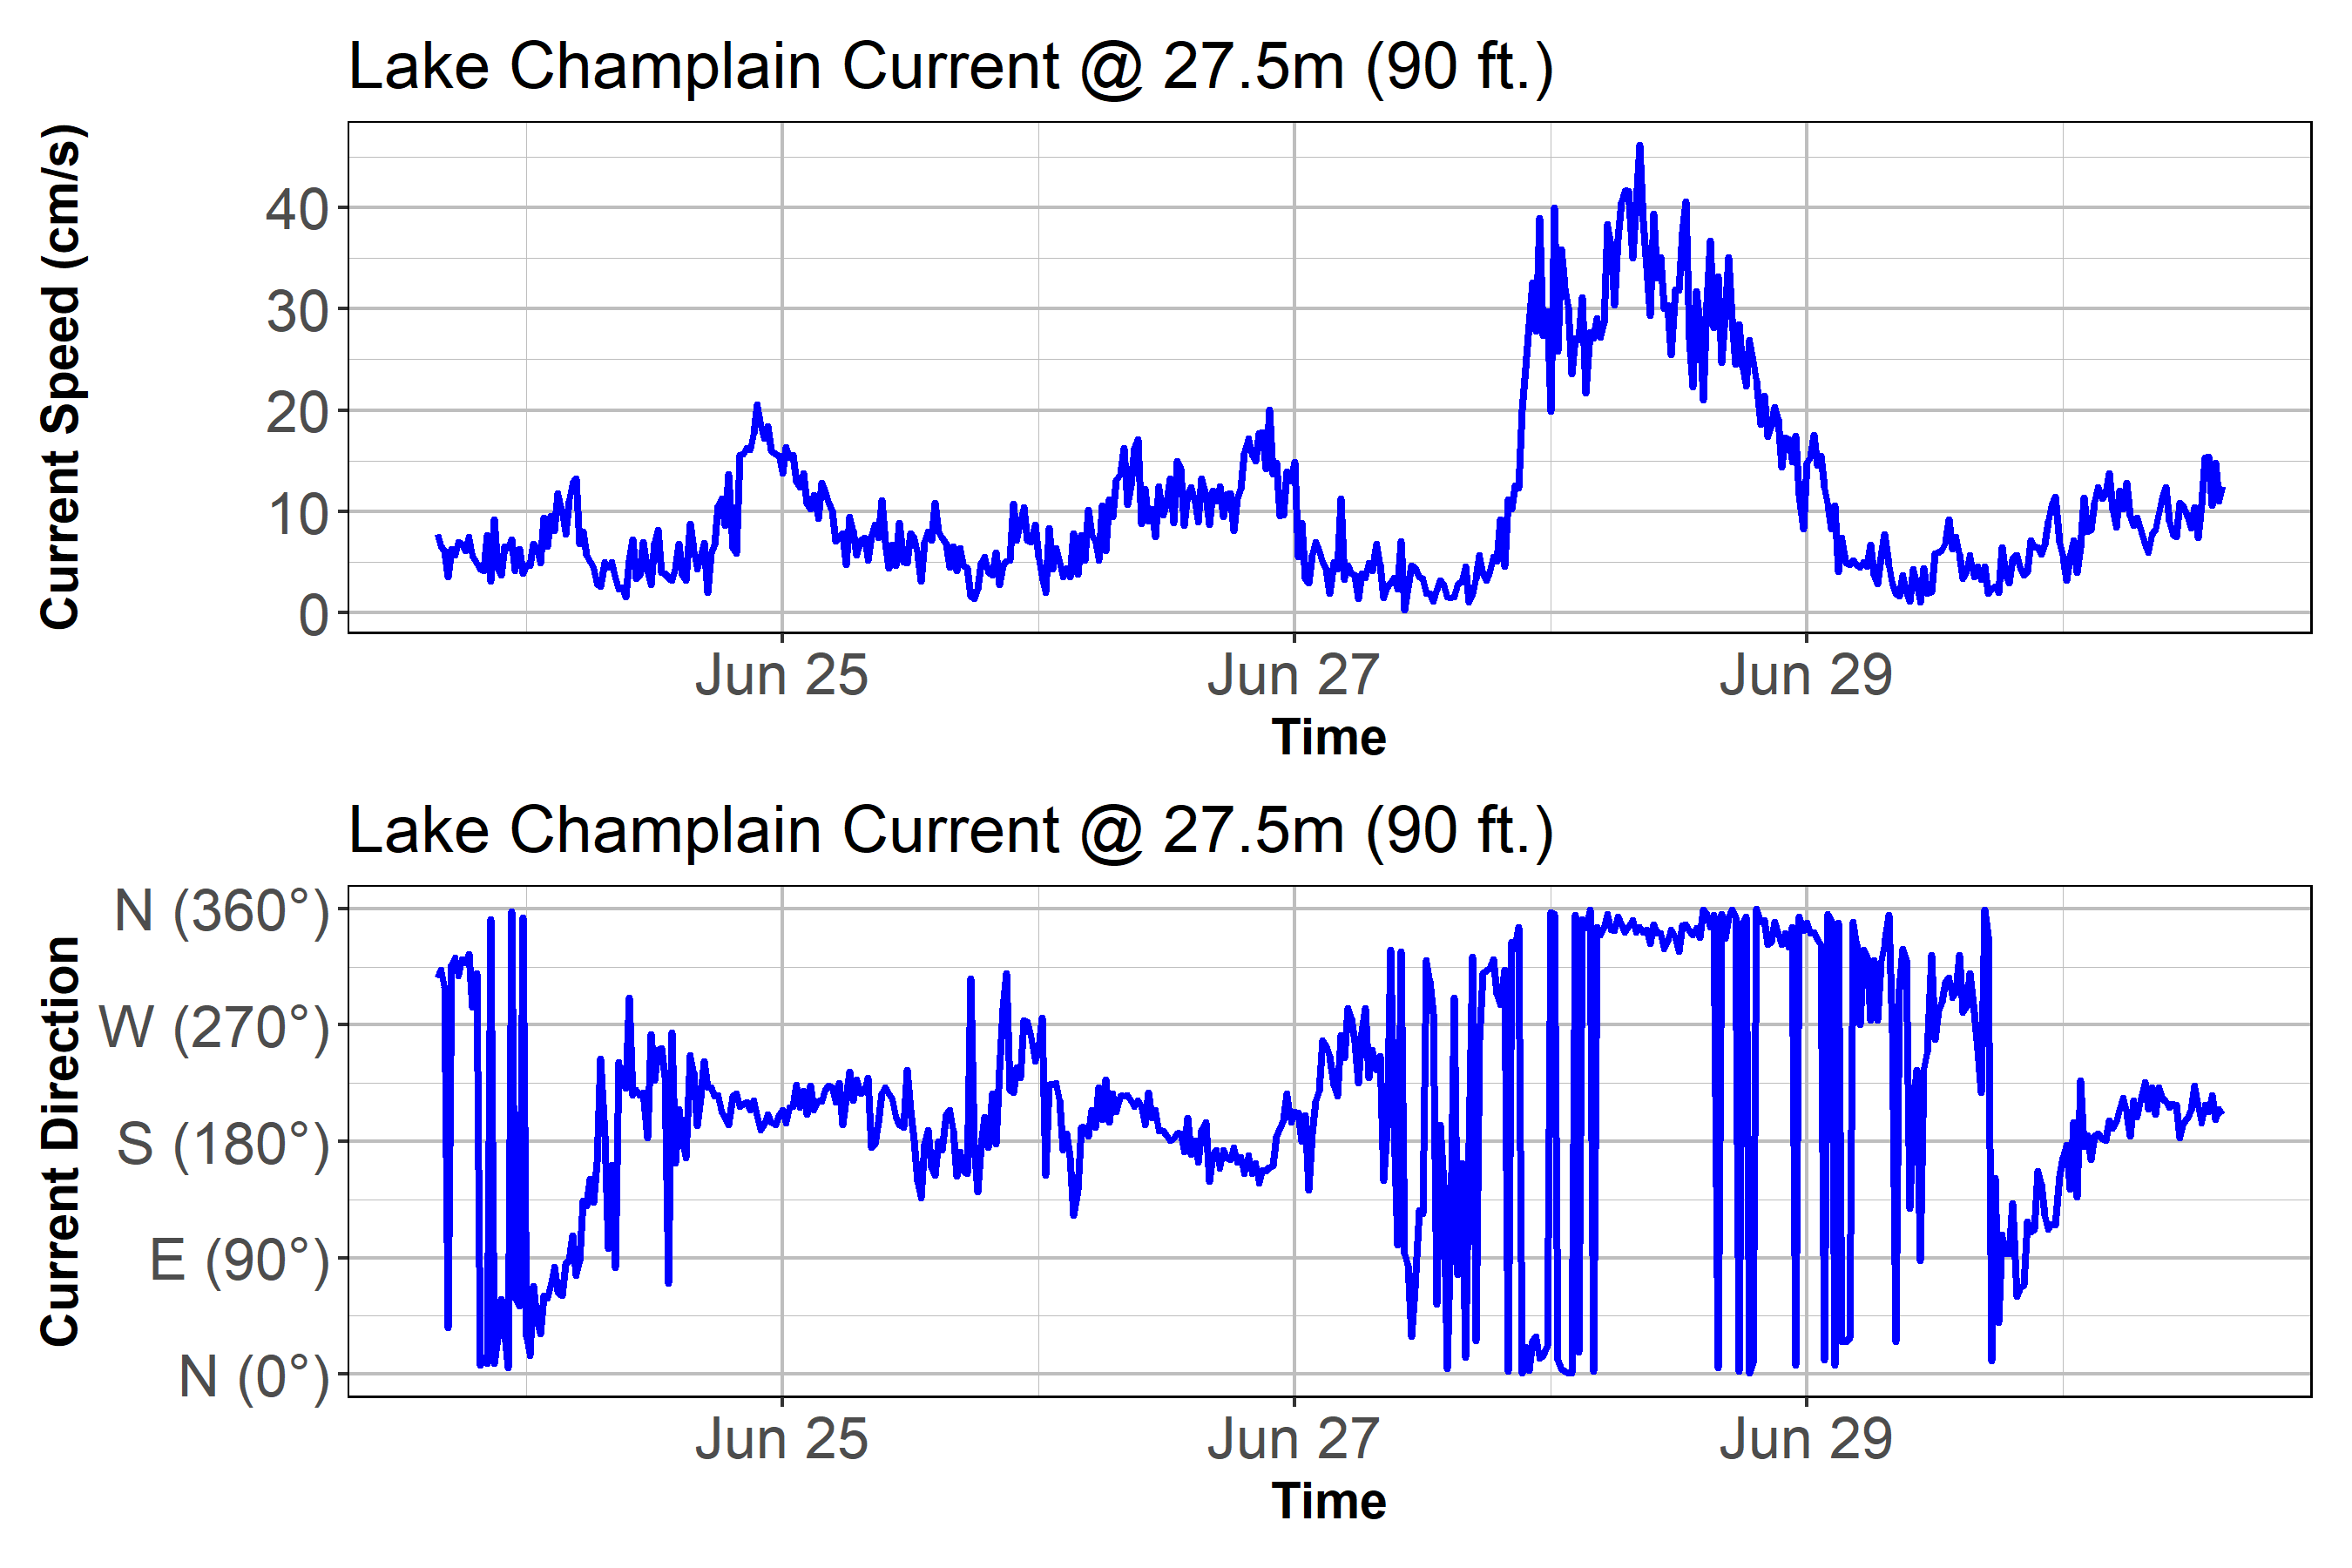 Lake Champlain Current @ 27.5m (90 ft.)
Current Speed (cm/s)
40
30
20
10
0
Jun 25
Jun 27
Jun 29
Time
Lake Champlain Current @ 27.5m (90 ft.)
Current Direction
N (360°)
W (270°)
S (180°)
E (90°)
N (0°)
Jun 25
Jun 27
Jun 29
Time